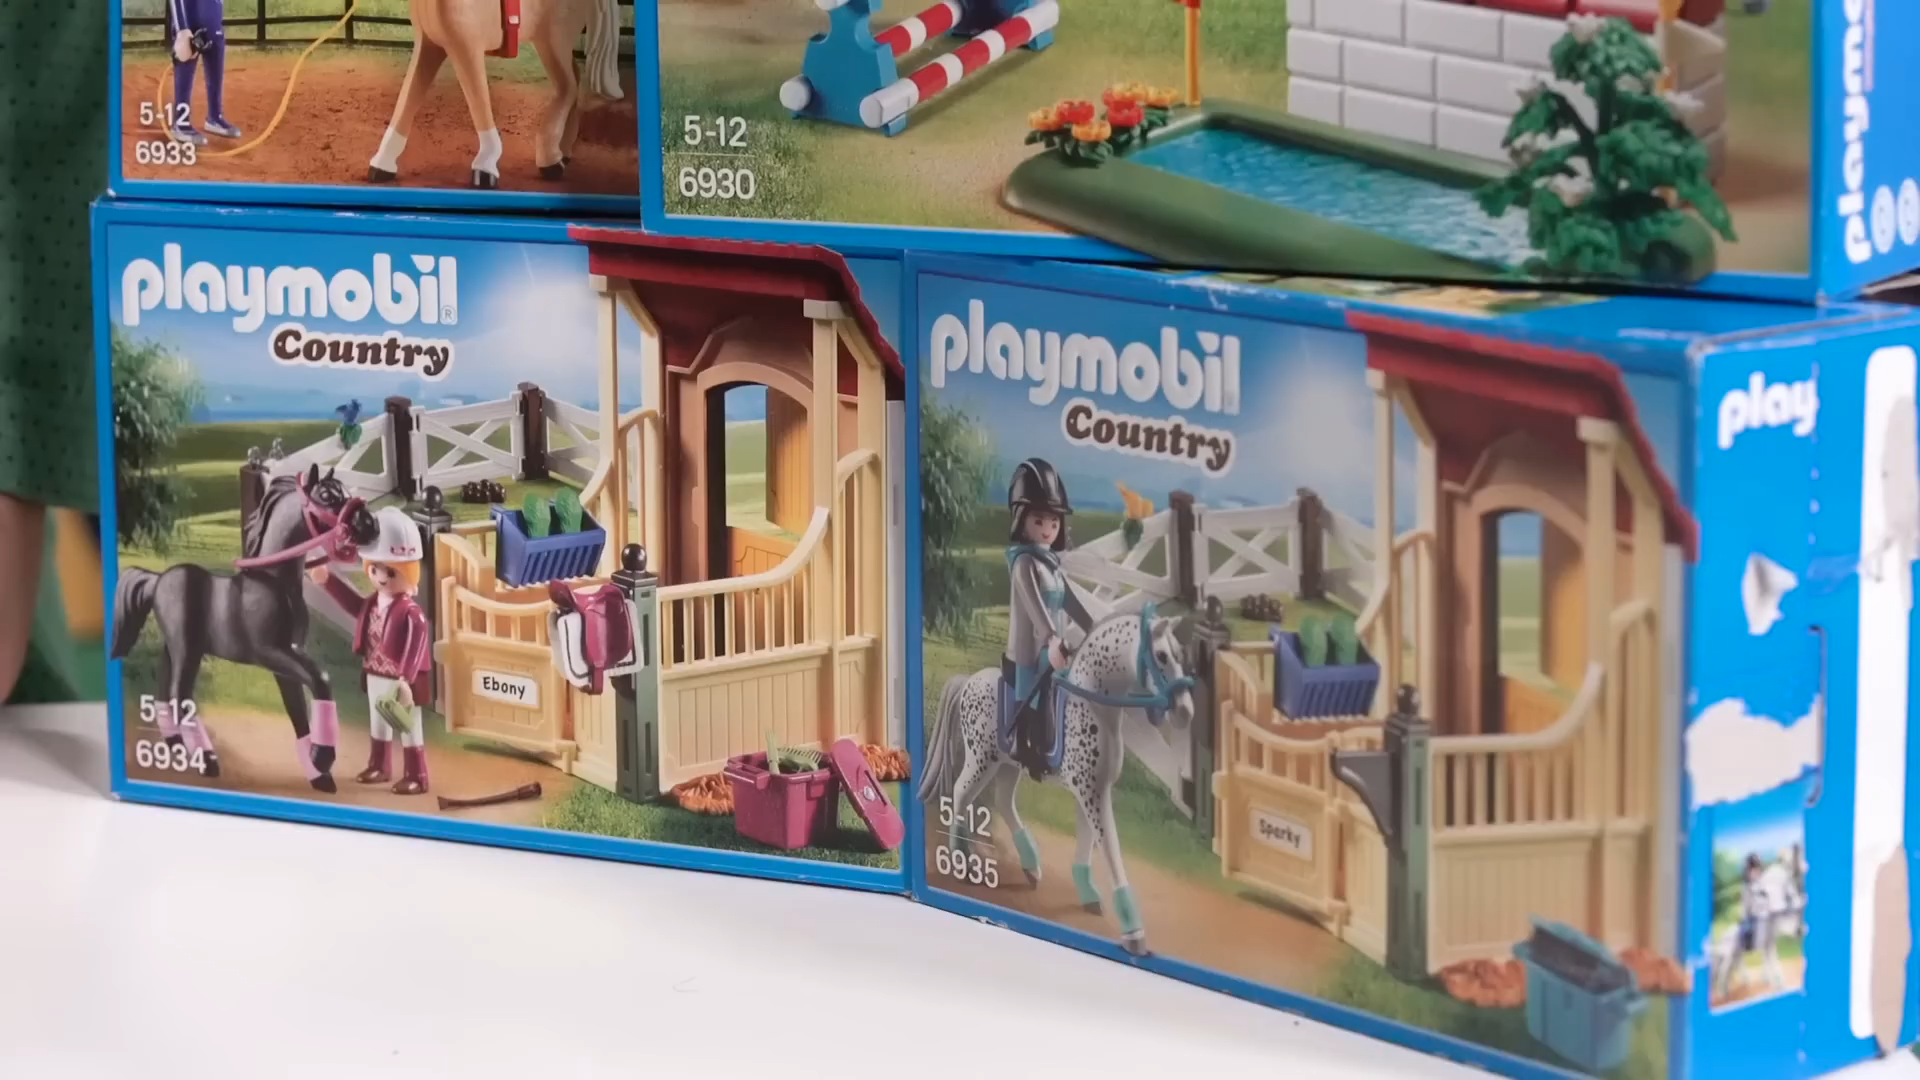 5-12
6933
5-12
6930
playmo
playmobil®
Country
Ebony
5-12
6934
playmobil
Country
Sparky
5-12
6935
play